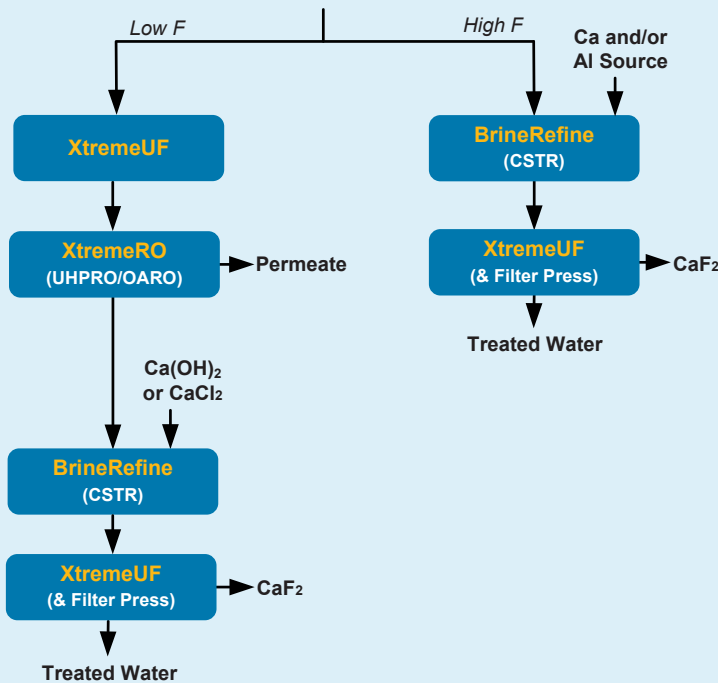 Low F
High F
Ca and/or
Al Source
XtremeUF
BrineRefine
(CSTR)
XtremeRO
(UHPRO/OARO)
Permeate
XtremeUF
(& Filter Press)
CaF₂
Treated Water
Ca(OH)₂
or CaCl₂
BrineRefine
(CSTR)
XtremeUF
(& Filter Press)
CaF₂
Treated Water